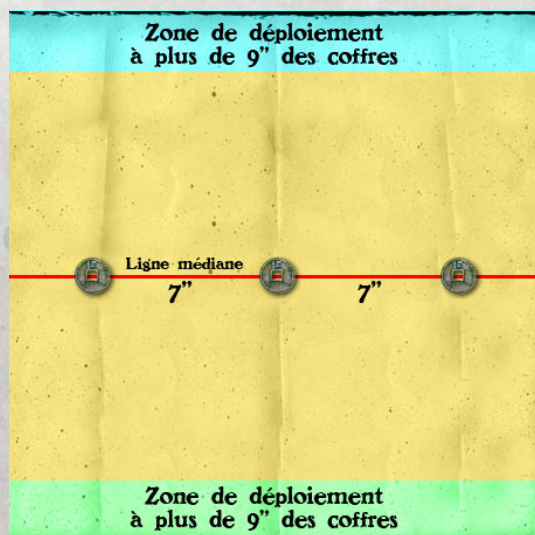 Zone de déploiement
à plus de 9” des coffres
Ligne médiane
7” 7”
Zone de déploiement
à plus de 9” des coffres